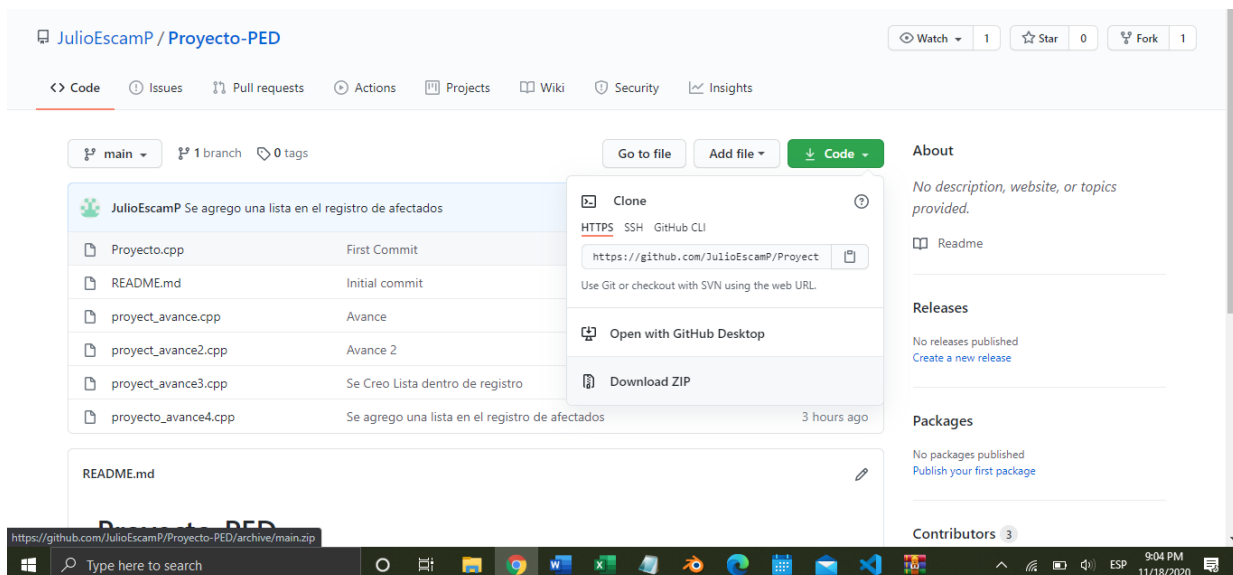 JulioEscamP / Proyecto-PED
Watch 1 Star 0 Fork 1
<> Code Issues Pull requests Actions Projects Wiki Security Insights
main 1 branch 0 tags Go to file Add file Code
JulioEscamP Se agrego una lista en el registro de afectados
Proyecto.cpp First Commit
README.md Initial commit
proyect_avance.cpp Avance
proyect_avance2.cpp Avance 2
proyect_avance3.cpp Se Creo Lista dentro de registro
proyecto_avance4.cpp Se agrego una lista en el registro de afectados 3 hours ago
Clone
HTTPS SSH GitHub CLI
https://github.com/JulioEscamP/Proyect
Use Git or checkout with SVN using the web URL.
Open with GitHub Desktop
Download ZIP
README.md
Proyecto-PED
About
No description, website, or topics
provided.
Readme
Releases
No releases published
Create a new release
Packages
No packages published
Publish your first package
Contributors 3
https://github.com/JulioEscamP/Proyecto-PED/archive/main.zip
Type here to search
ESP
9:04 PM
11/18/2020